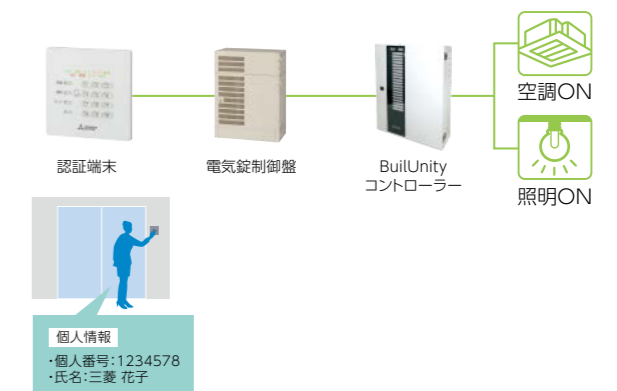 空調ON
認証端末
電気錠制御盤
BuilUnity
コントローラー
照明ON
個人情報
・個人番号:1234578
・氏名:三菱 花子